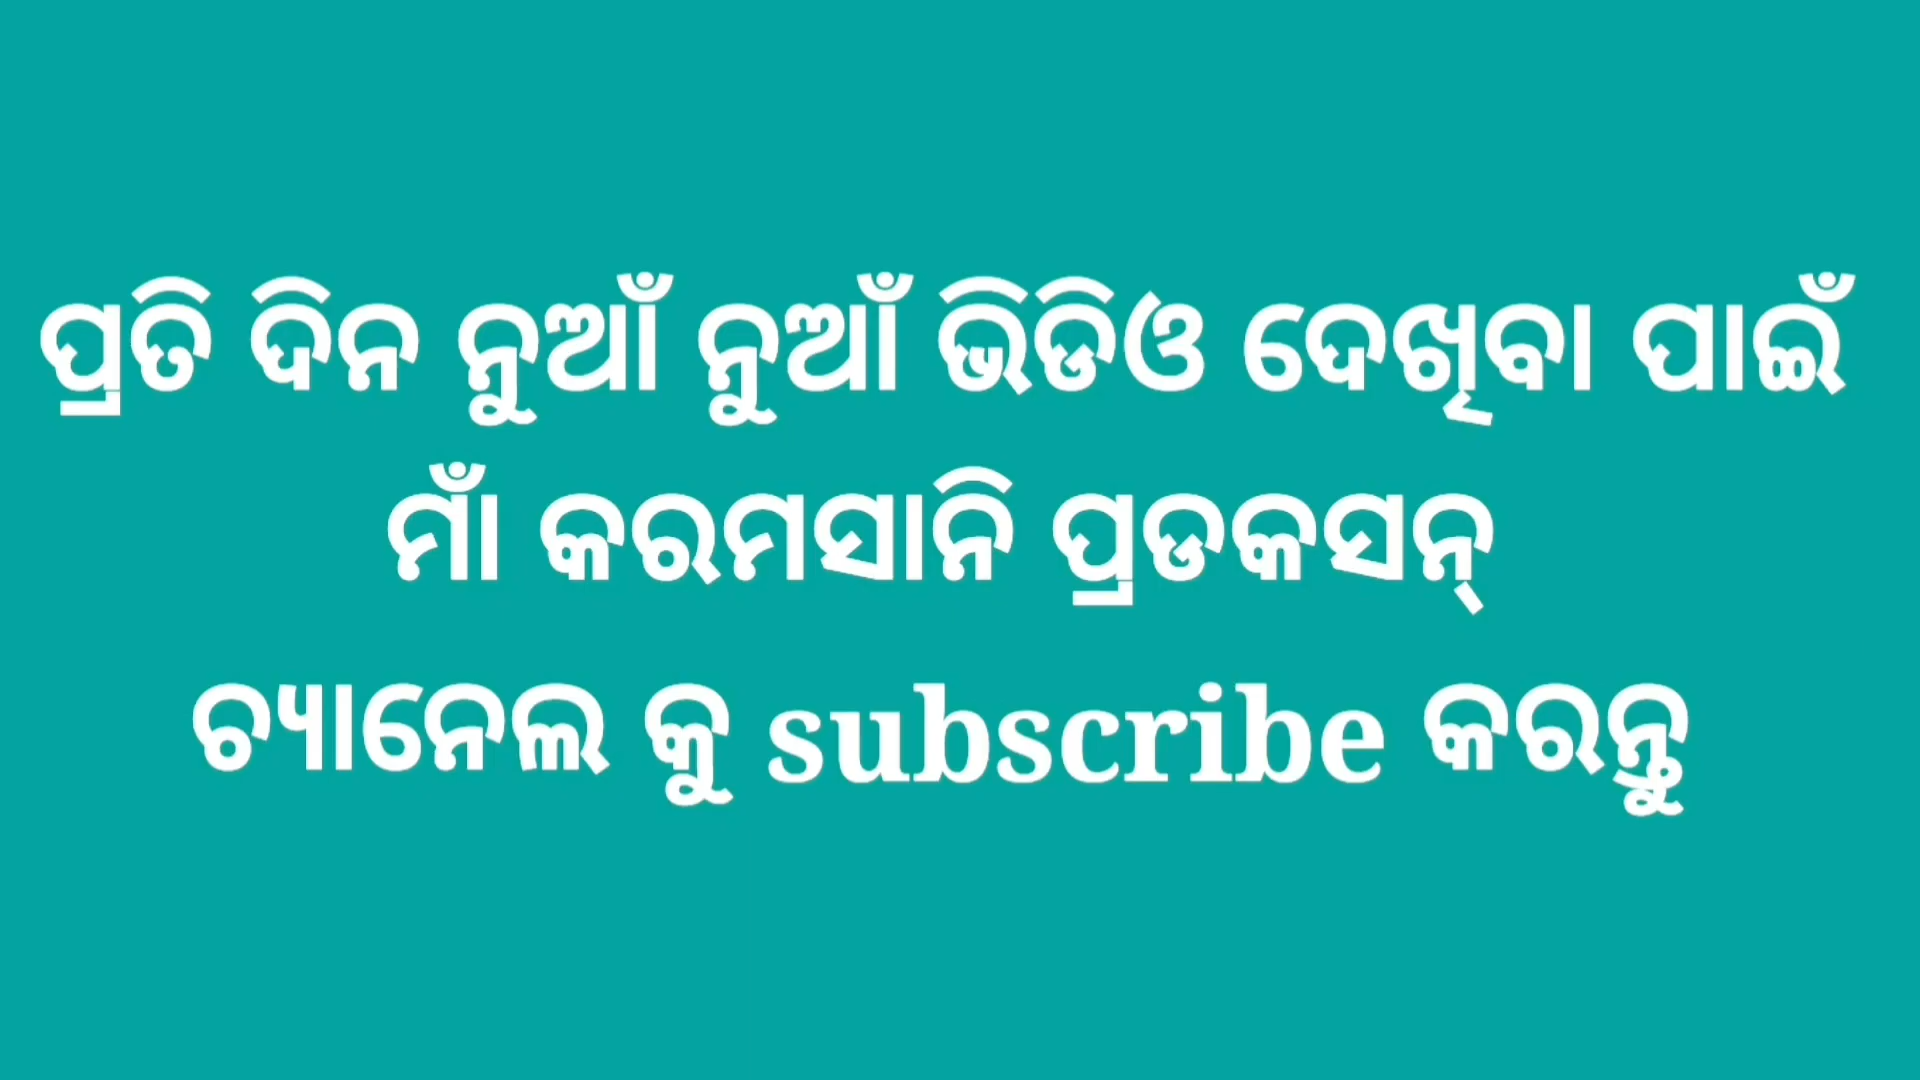 ପ୍ରତି ଦିନ ନୁଆଁ ନୁଆଁ ଭିଡିଓ ଦେଖିବା ପାଇଁ
ମାଁ କରମସାନି ପ୍ରଡକସନ୍
ଚ୍ୟାନେଲ କୁ subscribe କରନ୍ତୁ